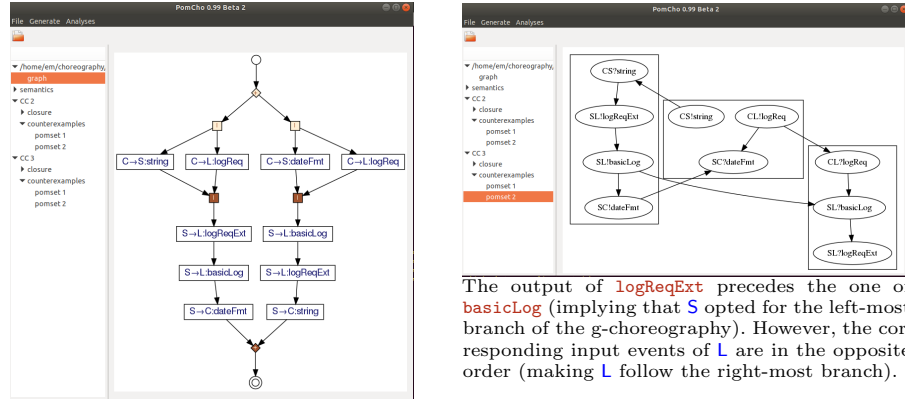 PomCho 0.99 Beta 2
File Generate Analyses
/home/em/choreography,
graph
semantics
CC 2
closure
counterexamples
pomset 1
pomset 2
CC 3
closure
counterexamples
pomset 1
pomset 2
+
|
|
C→S:string
C→L:logReq
C→S:dateFmt
C→L:logReq
|
|
S→L:logReqExt
S→L:basicLog
S→L:basicLog
S→L:logReqExt
S→C:dateFmt
S→C:string
+
PomCho 0.99 Beta 2
File Generate Analyses
/home/em/choreography,
graph
semantics
CC 2
closure
counterexamples
pomset 1
pomset 2
CC 3
closure
counterexamples
pomset 1
pomset 2
CS?string
SL!logReqExt
CS!string
CL!logReq
SL!basicLog
SC?dateFmt
CL?logReq
SC!dateFmt
SL?basicLog
SL?logReqExt
The output of logReqExt precedes the one of
basicLog (implying that S opted for the left-most
branch of the g-choreography). However, the cor
responding input events of L are in the opposite
order (making L follow the right-most branch).